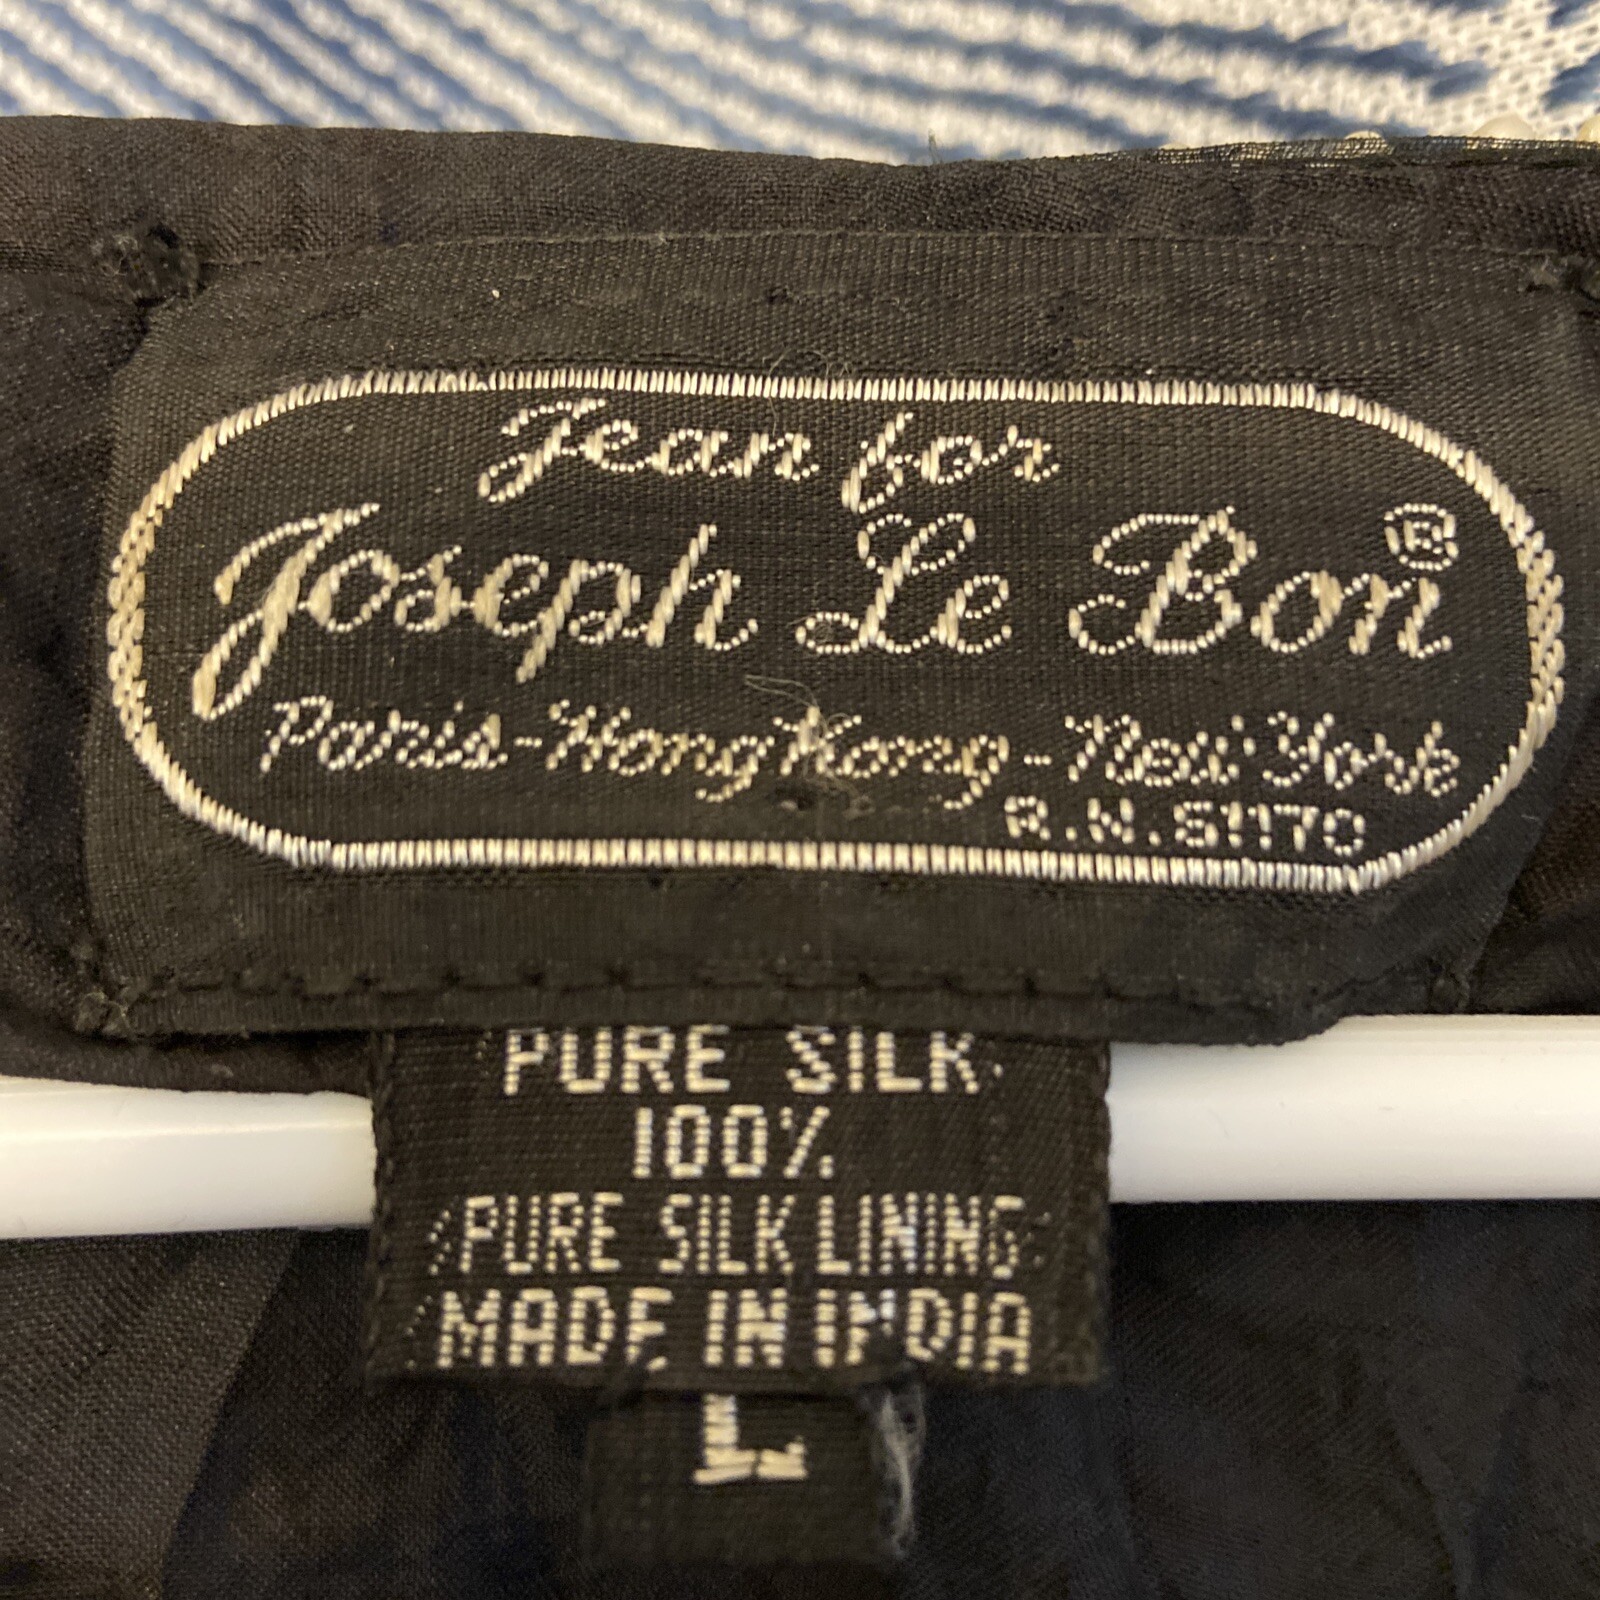 Jean for
Joseph Le Bon®
Paris-Hong Kong-New York
R.N. 61170
PURE SILK
100%
PURE SILK LINING
MADE IN INDIA
L